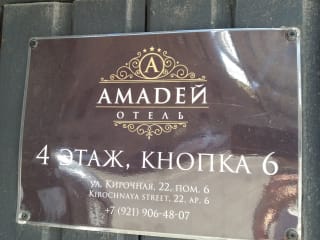 A
АМАДЕЙ
ОТЕЛЬ
4 ЭТАЖ, КНОПКА 6
УЛ. КИРОЧНАЯ, 22, ПОМ. 6
KIROCHNAYA STREET, 22, AP. 6
+7 (921) 906-48-07